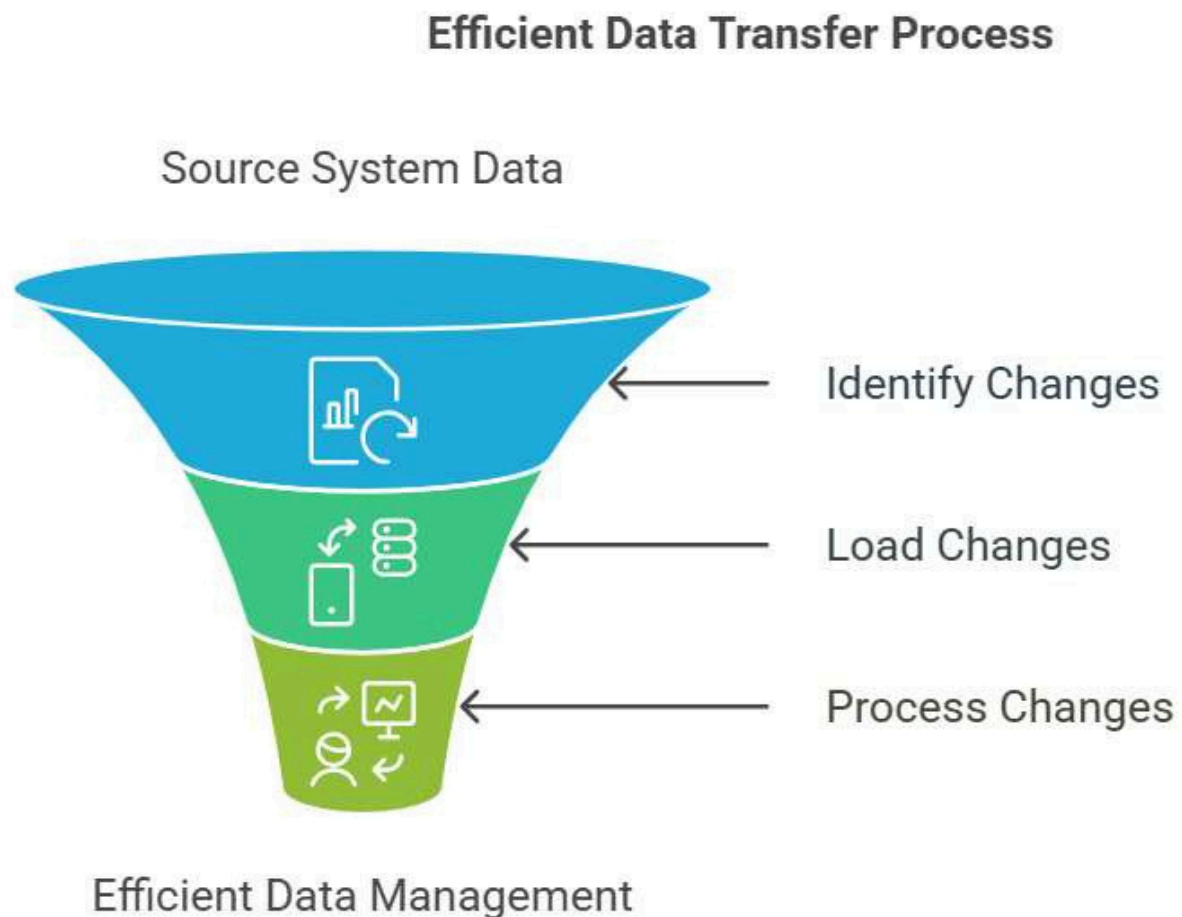 Efficient Data Transfer Process
Source System Data
Identify Changes
Load Changes
Process Changes
Efficient Data Management